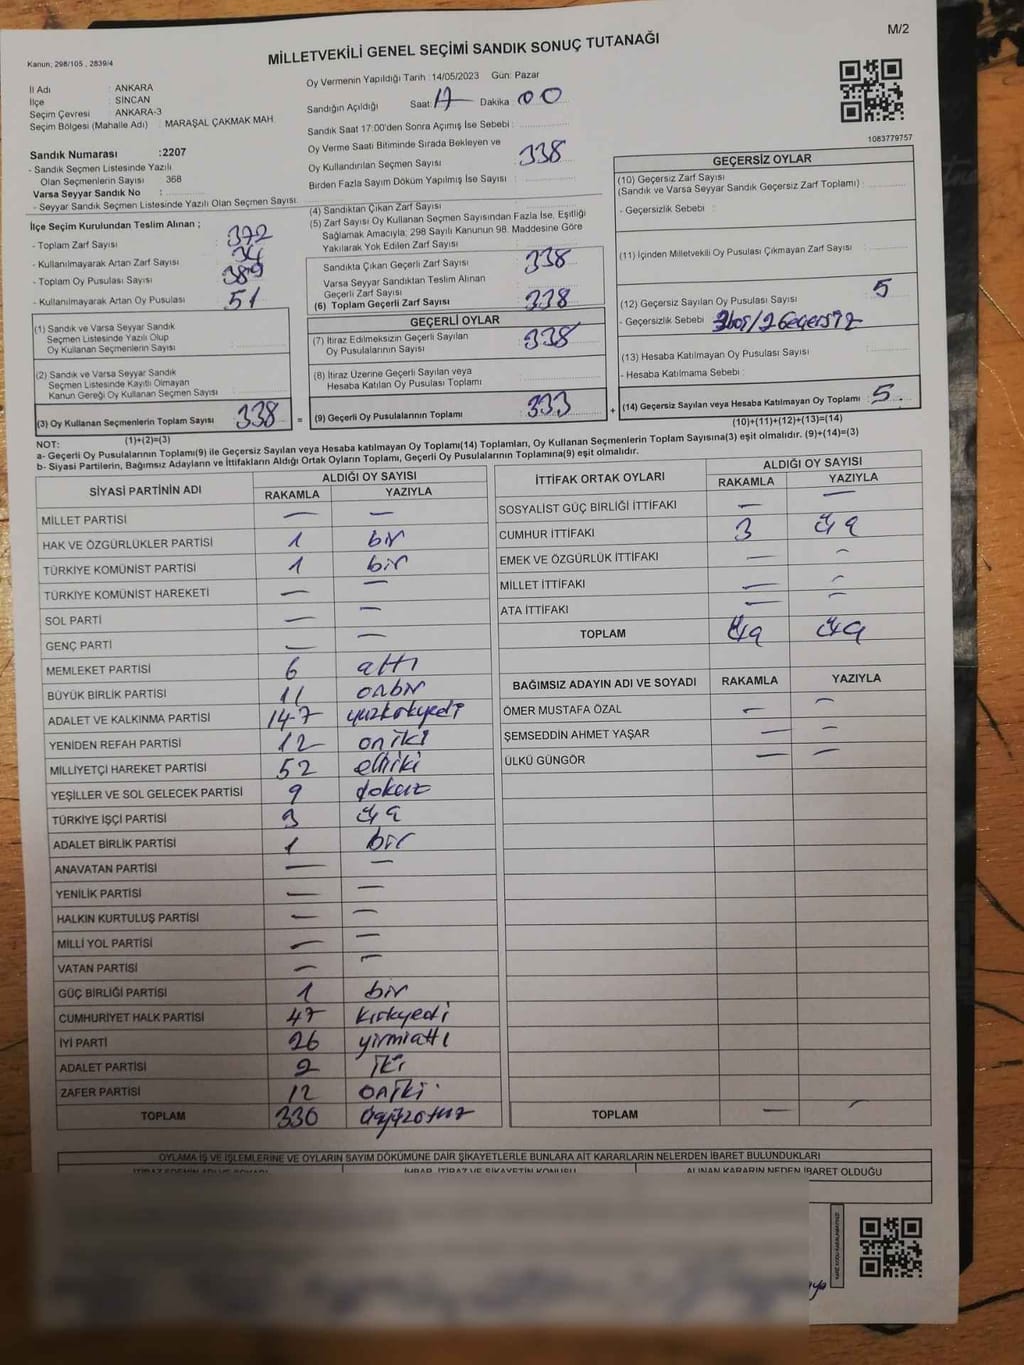 M/2
Kanun; 298/105 , 2839/4
MİLLETVEKİLİ GENEL SEÇİMİ SANDIK SONUÇ TUTANAĞI
İl Adı : ANKARA
İlçe : SİNCAN
Seçim Çevresi : ANKARA-3
Seçim Bölgesi (Mahalle Adı) : MARAŞAL ÇAKMAK MAH.
Sandık Numarası :2207
- Sandık Seçmen Listesinde Yazılı
Olan Seçmenlerin Sayısı : 368
Varsa Seyyar Sandık No :
- Seyyar Sandık Seçmen Listesinde Yazılı Olan Seçmen Sayısı:
Oy Vermenin Yapıldığı Tarih :14/05/2023 Gün: Pazar
Sandığın Açıldığı Saat: 17 Dakika : 00
Sandık Saat 17:00'den Sonra Açımış İse Sebebi :
Oy Verme Saati Bitiminde Sırada Bekleyen ve
Oy Kullandırılan Seçmen Sayısı : 338
Birden Fazla Sayım Döküm Yapılmış İse Sayısı :
1083779757
İlçe Seçim Kurulundan Teslim Alınan ;
- Toplam Zarf Sayısı : 372
- Kullanılmayarak Artan Zarf Sayısı : 34
- Toplam Oy Pusulası Sayısı : 389
- Kullanılmayarak Artan Oy Pusulası : 51
(1) Sandık ve Varsa Seyyar Sandık
Seçmen Listesinde Yazılı Olup
Oy Kullanan Seçmenlerin Sayısı :
(2) Sandık ve Varsa Seyyar Sandık
Seçmen Listesinde Kayıtlı Olmayan
Kanun Gereği Oy Kullanan Seçmen Sayısı :
(3) Oy Kullanan Seçmenlerin Toplam Sayısı : 338 =
(1)+(2)=(3)
(4) Sandıktan Çıkan Zarf Sayısı :
(5) Zarf Sayısı Oy Kullanan Seçmen Sayısından Fazla İse, Eşitliği
Sağlamak Amacıyla; 298 Sayılı Kanunun 98. Maddesine Göre
Yakılarak Yok Edilen Zarf Sayısı :
Sandıkta Çıkan Geçerli Zarf Sayısı : 338
Varsa Seyyar Sandıktan Teslim Alınan
Geçerli Zarf Sayısı :
(6) Toplam Geçerli Zarf Sayısı : 338
GEÇERLİ OYLAR
(7) İtiraz Edilmeksizin Geçerli Sayılan
Oy Pusulalarının Sayısı : 338
(8) İtiraz Üzerine Geçerli Sayılan veya
Hesaba Katılan Oy Pusulası Toplamı :
(9) Geçerli Oy Pusulalarının Toplamı : 333 +
GEÇERSİZ OYLAR
(10) Geçersiz Zarf Sayısı
(Sandık ve Varsa Seyyar Sandık Geçersiz Zarf Toplamı) :
- Geçersizlik Sebebi :
(11) İçinden Milletvekili Oy Pusulası Çıkmayan Zarf Sayısı :
(12) Geçersiz Sayılan Oy Pusulası Sayısı : 5
- Geçersizlik Sebebi : boş/2Geçersiz
(13) Hesaba Katılmayan Oy Pusulası Sayısı :
- Hesaba Katılmama Sebebi :
(14) Geçersiz Sayılan veya Hesaba Katılmayan Oy Toplamı : 5
(10)+(11)+(12)+(13)=(14)
NOT:
a- Geçerli Oy Pusulalarının Toplamı(9) ile Geçersiz Sayılan veya Hesaba katılmayan Oy Toplamı(14) Toplamları, Oy Kullanan Seçmenlerin Toplam Sayısına(3) eşit olmalıdır. (9)+(14)=(3)
b- Siyasi Partilerin, Bağımsız Adayların ve İttifakların Aldığı Ortak Oyların Toplamı, Geçerli Oy Pusulalarının Toplamına(9) eşit olmalıdır.
SİYASİ PARTİNİN ADI ALDIĞI OY SAYISI
RAKAMLA YAZIYLA
MİLLET PARTİSİ — —
HAK VE ÖZGÜRLÜKLER PARTİSİ 1 bir
TÜRKİYE KOMÜNİST PARTİSİ 1 bir
TÜRKİYE KOMÜNİST HAREKETİ — —
SOL PARTİ — —
GENÇ PARTİ — —
MEMLEKET PARTİSİ 6 altı
BÜYÜK BİRLİK PARTİSİ 11 onbir
ADALET VE KALKINMA PARTİSİ 147 yüzkırkyedi
YENİDEN REFAH PARTİSİ 12 oniki
MİLLİYETÇİ HAREKET PARTİSİ 52 elliiki
YEŞİLLER VE SOL GELECEK PARTİSİ 9 dokuz
TÜRKİYE İŞÇİ PARTİSİ 3 üç
ADALET BİRLİK PARTİSİ 1 bir
ANAVATAN PARTİSİ — —
YENİLİK PARTİSİ — —
HALKIN KURTULUŞ PARTİSİ — —
MİLLİ YOL PARTİSİ — —
VATAN PARTİSİ — —
GÜÇ BİRLİĞİ PARTİSİ 1 bir
CUMHURİYET HALK PARTİSİ 47 kırkyedi
İYİ PARTİ 26 yirmialtı
ADALET PARTİSİ 2 iki
ZAFER PARTİSİ 12 oniki
TOPLAM 330 üçyüzotuz
İTTİFAK ORTAK OYLARI ALDIĞI OY SAYISI
RAKAMLA YAZIYLA
SOSYALİST GÜÇ BİRLİĞİ İTTİFAKI — —
CUMHUR İTTİFAKI 3 üç
EMEK VE ÖZGÜRLÜK İTTİFAKI — —
MİLLET İTTİFAKI — —
ATA İTTİFAKI — —
TOPLAM üç üç
BAĞIMSIZ ADAYIN ADI VE SOYADI RAKAMLA YAZIYLA
ÖMER MUSTAFA ÖZAL — —
ŞEMSEDDİN AHMET YAŞAR — —
ÜLKÜ GÜNGÖR — —
TOPLAM — —
OYLAMA İŞ VE İŞLEMLERİNE VE OYLARIN SAYIM DÖKÜMÜNE DAİR ŞİKAYETLERLE BUNLARA AİT KARARLARIN NELERDEN İBARET BULUNDUKLARI
İTİRAZ EDENİN ADI VE SOYADI İHBAR, İTİRAZ VE ŞİKAYETİN KONUSU ALINAN KARARIN NEDEN İBARET OLDUĞU